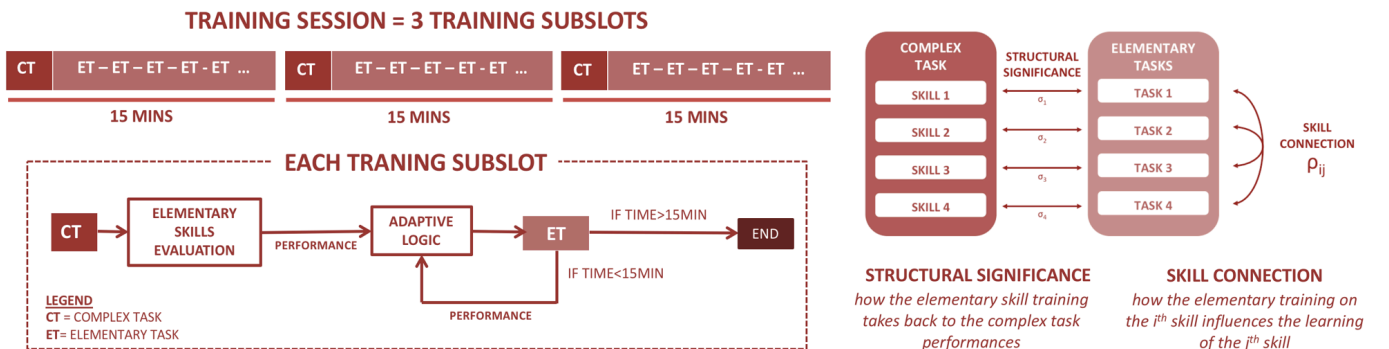 TRAINING SESSION = 3 TRAINING SUBSLOTS
CT ET – ET – ET – ET - ET ... CT ET – ET – ET – ET - ET ... CT ET – ET – ET – ET - ET ...
15 MINS 15 MINS 15 MINS
EACH TRANING SUBSLOT
CT
ELEMENTARY
SKILLS
EVALUATION
PERFORMANCE
ADAPTIVE
LOGIC
ET
IF TIME>15MIN
END
IF TIME<15MIN
PERFORMANCE
LEGEND
CT = COMPLEX TASK
ET= ELEMENTARY TASK
COMPLEX
TASK
SKILL 1
SKILL 2
SKILL 3
SKILL 4
STRUCTURAL
SIGNIFICANCE
σ1
σ2
σ3
σ4
ELEMENTARY
TASKS
TASK 1
TASK 2
TASK 3
TASK 4
SKILL
CONNECTION
ρij
STRUCTURAL SIGNIFICANCE
how the elementary skill training
takes back to the complex task
performances
SKILL CONNECTION
how the elementary training on
the ith skill influences the learning
of the ith skill